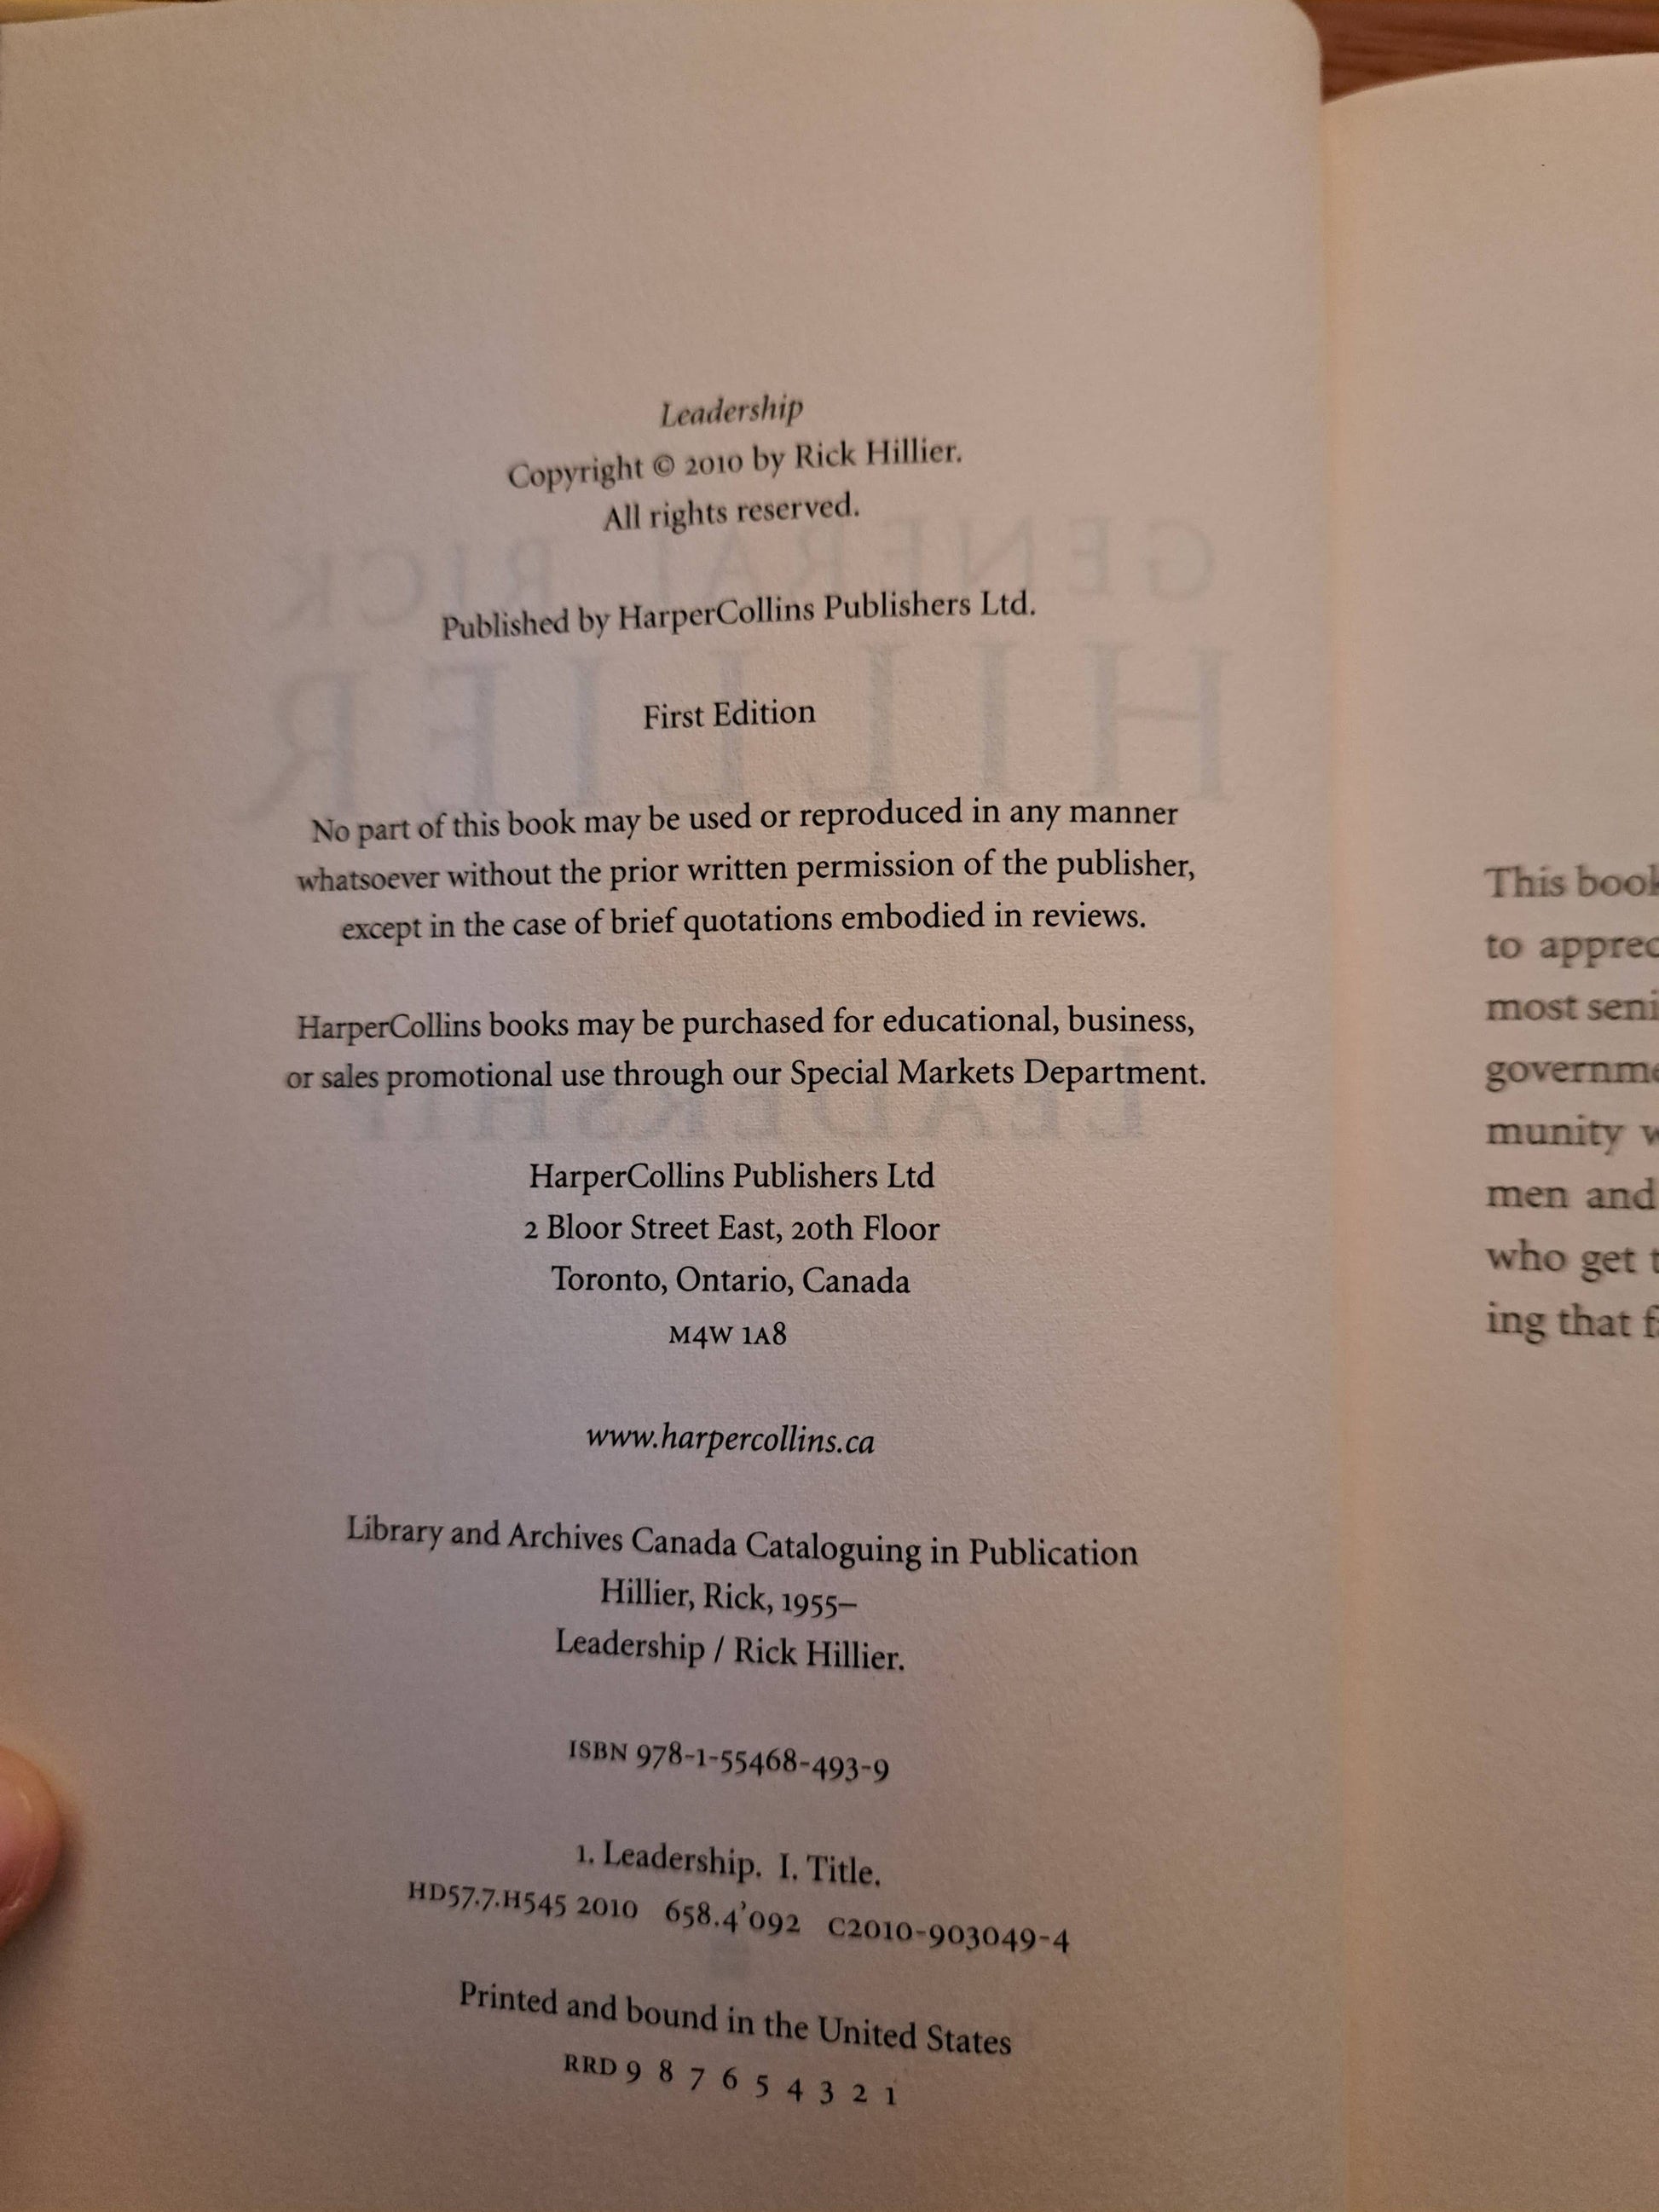 Leadership
Copyright © 2010 by Rick Hillier.
All rights reserved.
Published by HarperCollins Publishers Ltd.
First Edition
No part of this book may be used or reproduced in any manner
whatsoever without the prior written permission of the publisher,
except in the case of brief quotations embodied in reviews.
HarperCollins books may be purchased for educational, business,
or sales promotional use through our Special Markets Department.
HarperCollins Publishers Ltd
2 Bloor Street East, 20th Floor
Toronto, Ontario, Canada
M4W 1A8
www.harpercollins.ca
Library and Archives Canada Cataloguing in Publication
Hillier, Rick, 1955–
Leadership / Rick Hillier.
ISBN 978-1-55468-493-9
1. Leadership. I. Title.
HD57.7.H545 2010 658.4'092 C2010-903049-4
Printed and bound in the United States
RRD 9 8 7 6 5 4 3 2 1
This book
to apprec
most seni
governme
munity w
men and
who get t
ing that f